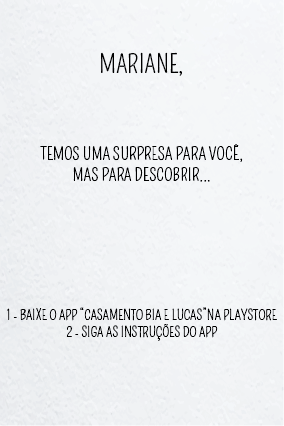 MARIANE,
TEMOS UMA SURPRESA PARA VOCÊ,
MAS PARA DESCOBRIR...
1 - BAIXE O APP “CASAMENTO BIA E LUCAS”NA PLAYSTORE
2 - SIGA AS INSTRUÇÕES DO APP